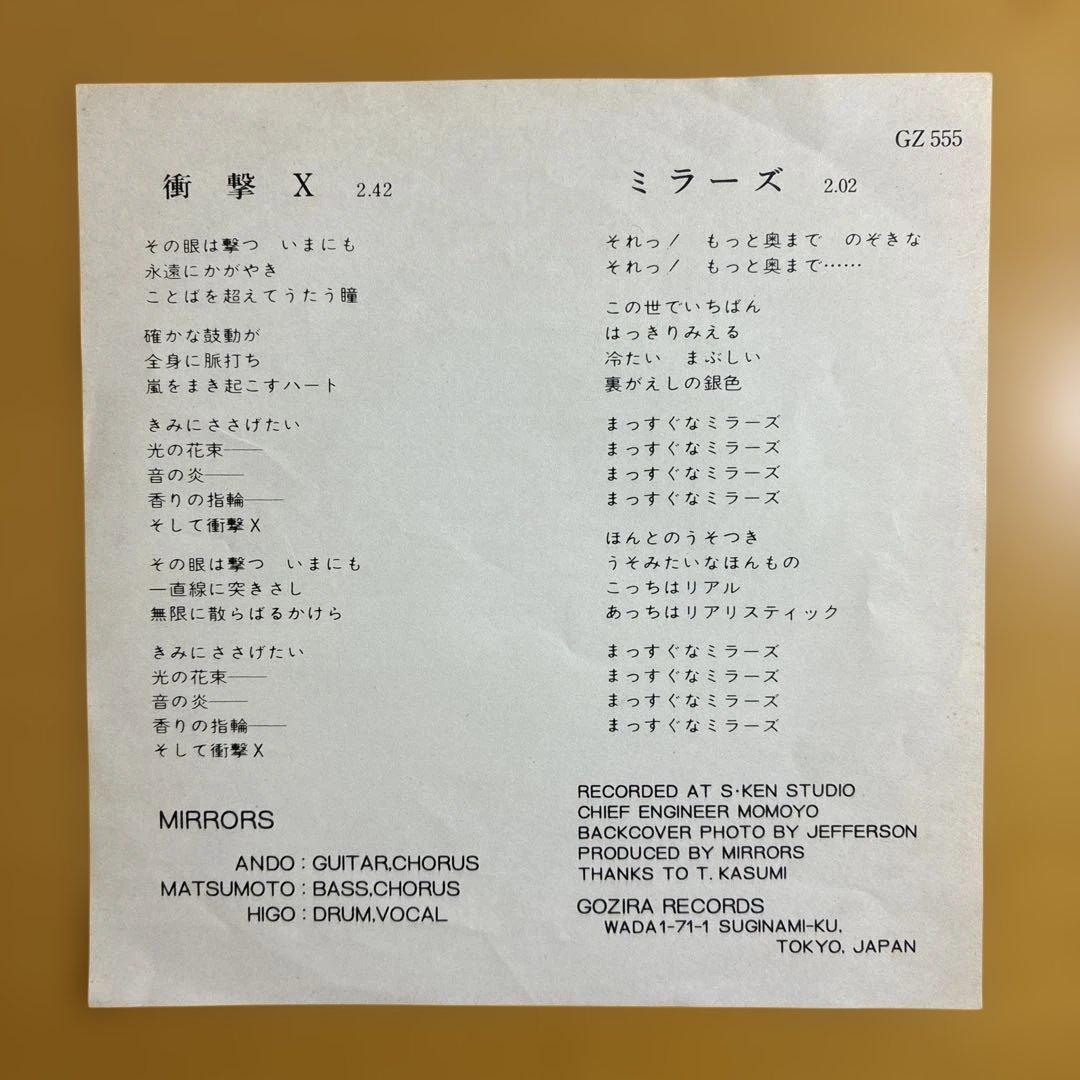 GZ 555
衝撃X 2.42
その眼は撃つ　いまにも
永遠にかがやき
ことばを超えてうたう瞳
確かな鼓動が
全身に脈打ち
嵐をまき起こすハート
きみにささげたい
光の花束――
音の炎――
香りの指輪――
そして衝撃X
その眼は撃つ　いまにも
一直線に突きさし
無限に散らばるかけら
きみにささげたい
光の花束――
音の炎――
香りの指輪――
そして衝撃X
MIRRORS
ANDO : GUITAR,CHORUS
MATSUMOTO : BASS,CHORUS
HIGO : DRUM,VOCAL
ミラーズ 2.02
それっ！　もっと奥まで　のぞきな
それっ！　もっと奥まで……
この世でいちばん
はっきりみえる
冷たい　まぶしい
裏がえしの銀色
まっすぐなミラーズ
まっすぐなミラーズ
まっすぐなミラーズ
まっすぐなミラーズ
ほんとのうそつき
うそみたいなほんもの
こっちはリアル
あっちはリアリスティック
まっすぐなミラーズ
まっすぐなミラーズ
まっすぐなミラーズ
まっすぐなミラーズ
RECORDED AT S・KEN STUDIO
CHIEF ENGINEER MOMOYO
BACKCOVER PHOTO BY JEFFERSON
PRODUCED BY MIRRORS
THANKS TO T. KASUMI
GOZIRA RECORDS
WADA1-71-1 SUGINAMI-KU,
TOKYO, JAPAN